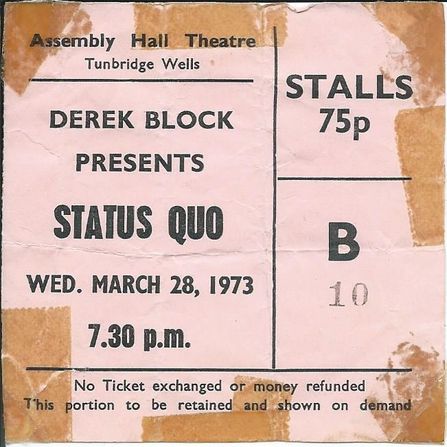 Assembly Hall Theatre
Tunbridge Wells
DEREK BLOCK
PRESENTS
STATUS QUO
WED. MARCH 28, 1973
7.30 p.m.
STALLS
75p
B
10
No Ticket exchanged or money refunded
This portion to be retained and shown on demand